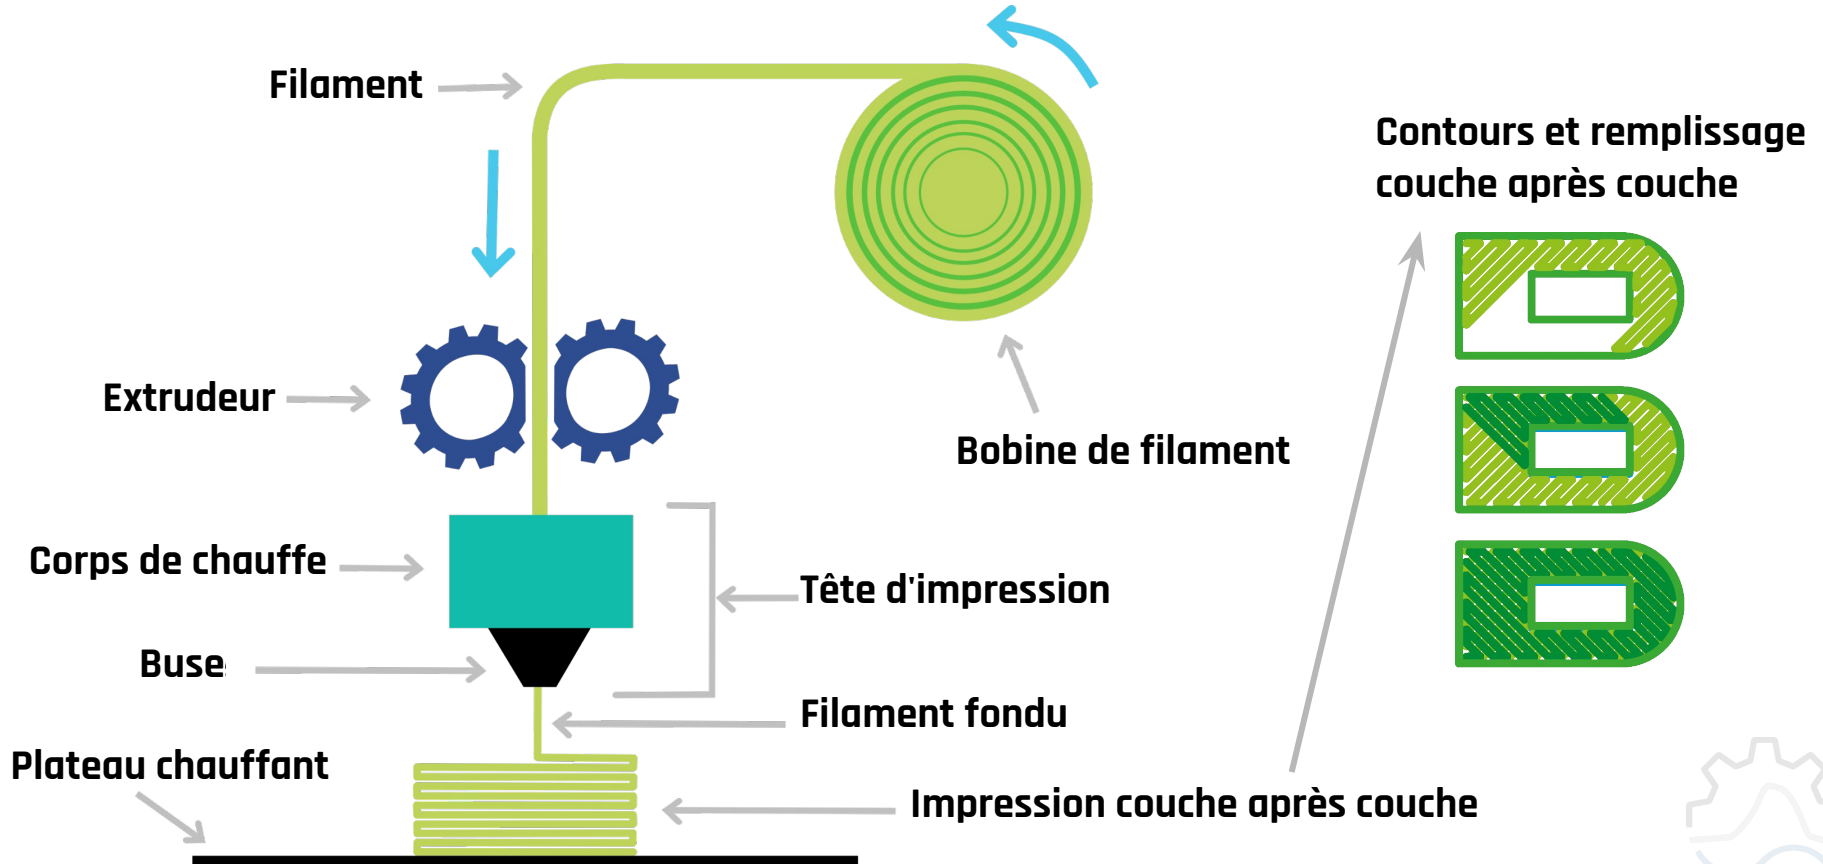 Filament
Contours et remplissage
couche après couche
Extrudeur
Bobine de filament
Corps de chauffe
Tête d'impression
Buse
Filament fondu
Plateau chauffant
Impression couche après couche